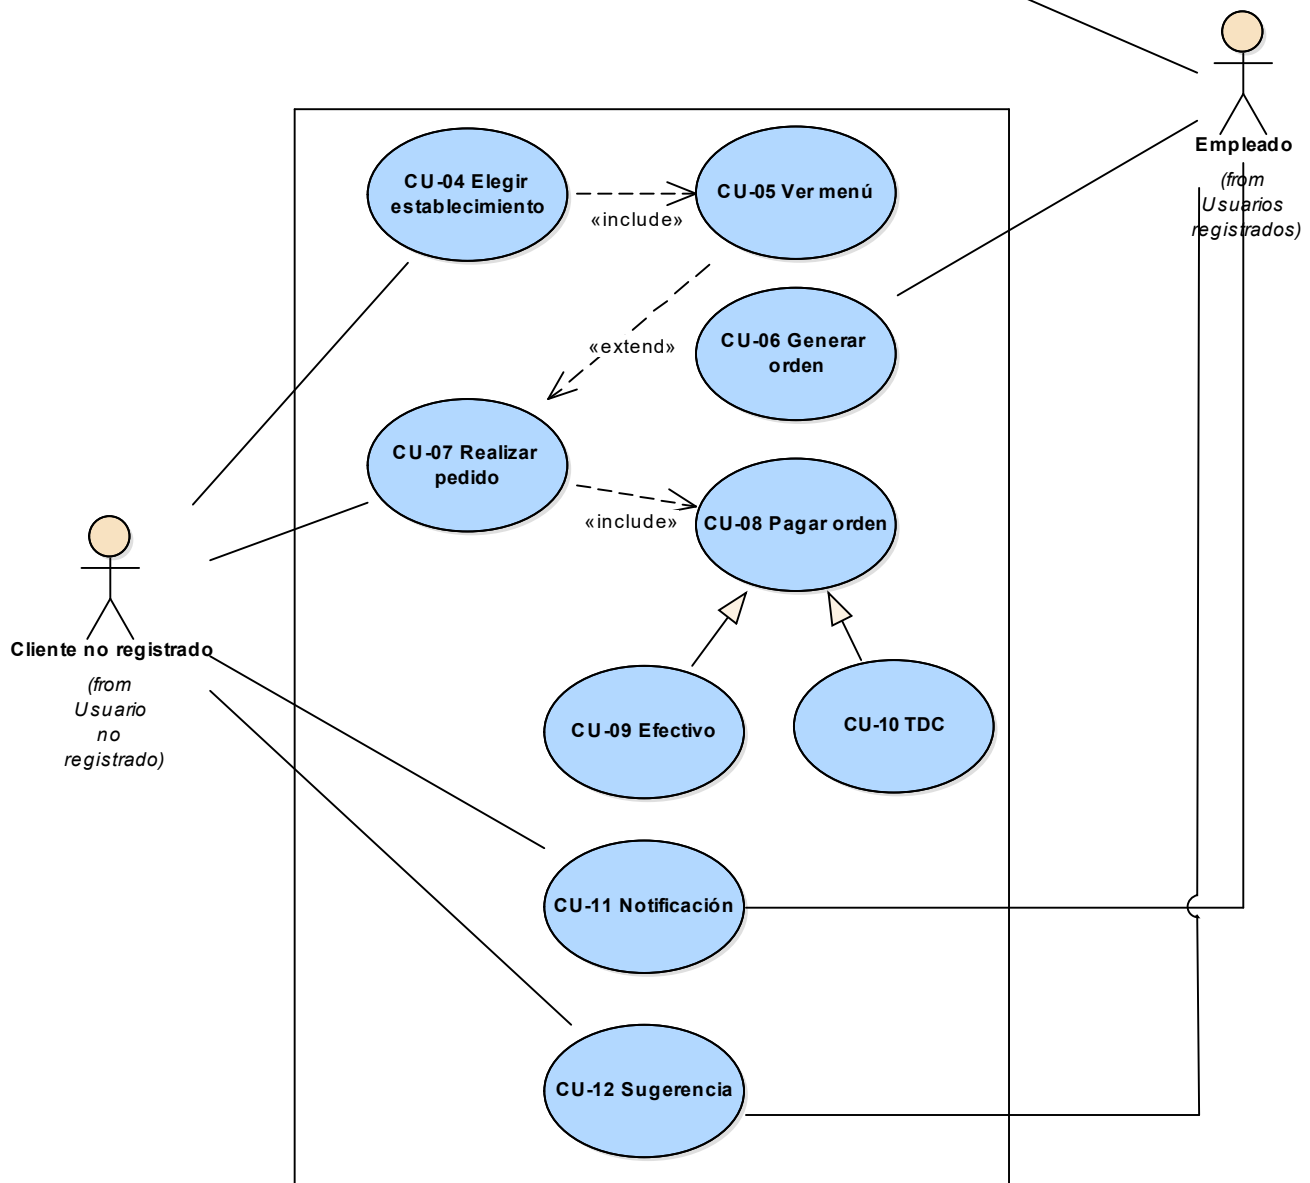 Empleado
(from
Usuarios
registrados)
CU-04 Elegir
establecimiento
«include»
CU-05 Ver menú
«extend»
CU-06 Generar
orden
CU-07 Realizar
pedido
«include»
CU-08 Pagar orden
Cliente no registrado
(from
Usuario
no
registrado)
CU-09 Efectivo
CU-10 TDC
CU-11 Notificación
CU-12 Sugerencia